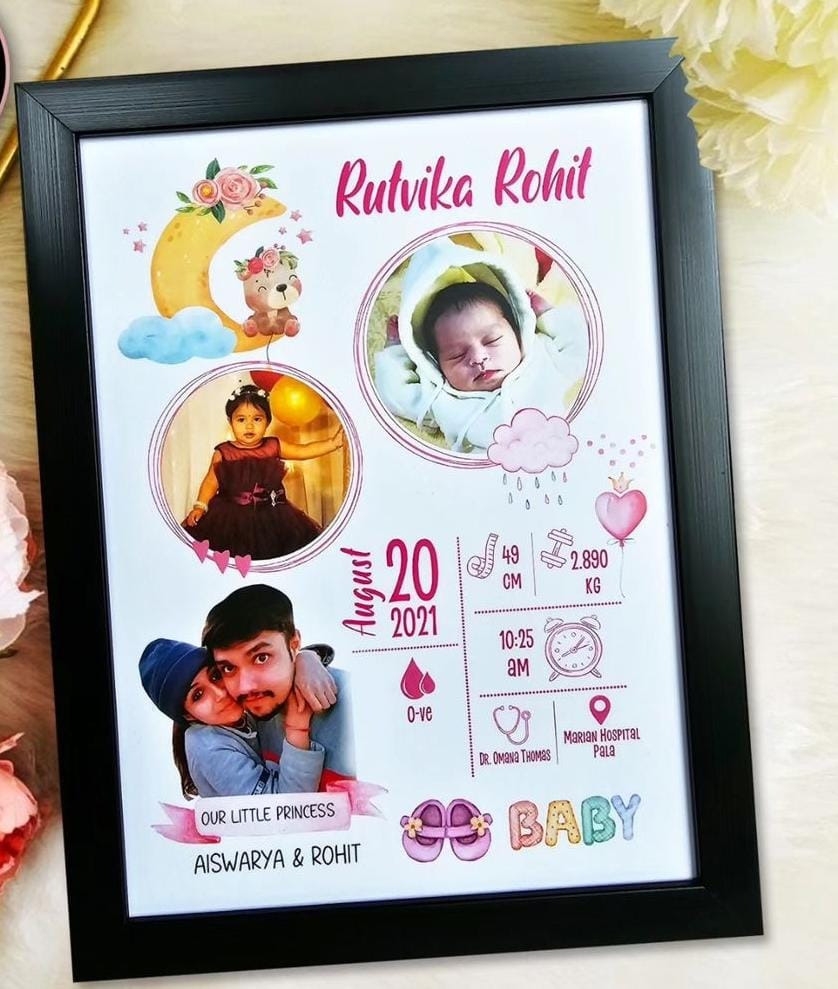 Rutvika Rohit
August
20
2021
49
CM
2.890
KG
10:25
am
O-ve
Dr. Omana Thomas
Marian Hospital
Pala
OUR LITTLE PRINCESS
AISWARYA & ROHIT
BABY